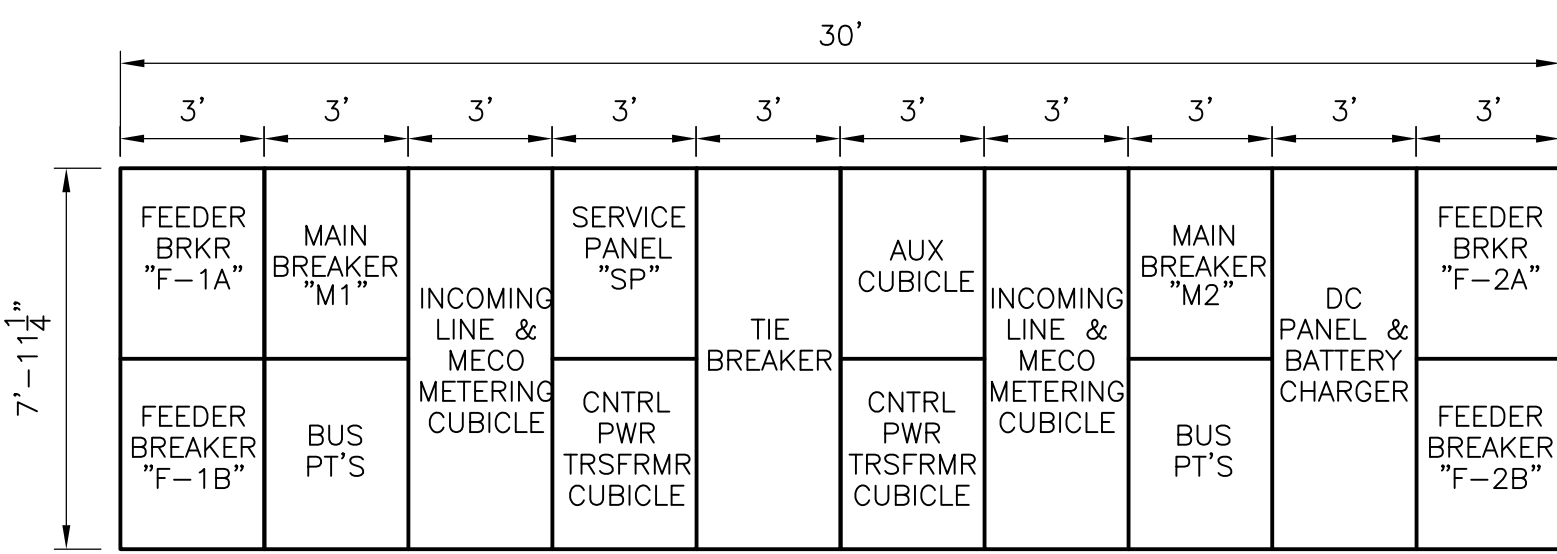 30'
3'
3'
3'
3'
3'
3'
3'
3'
3'
3'
7'-11 1/4"
FEEDER
BRKR
"F-1A"
MAIN
BREAKER
"M1"
INCOMING
LINE &
MECO
METERING
CUBICLE
SERVICE
PANEL
"SP"
TIE
BREAKER
AUX
CUBICLE
INCOMING
LINE &
MECO
METERING
CUBICLE
MAIN
BREAKER
"M2"
DC
PANEL &
BATTERY
CHARGER
FEEDER
BRKR
"F-2A"
FEEDER
BREAKER
"F-1B"
BUS
PT'S
CNTRL
PWR
TRSFRMR
CUBICLE
CNTRL
PWR
TRSFRMR
CUBICLE
BUS
PT'S
FEEDER
BREAKER
"F-2B"